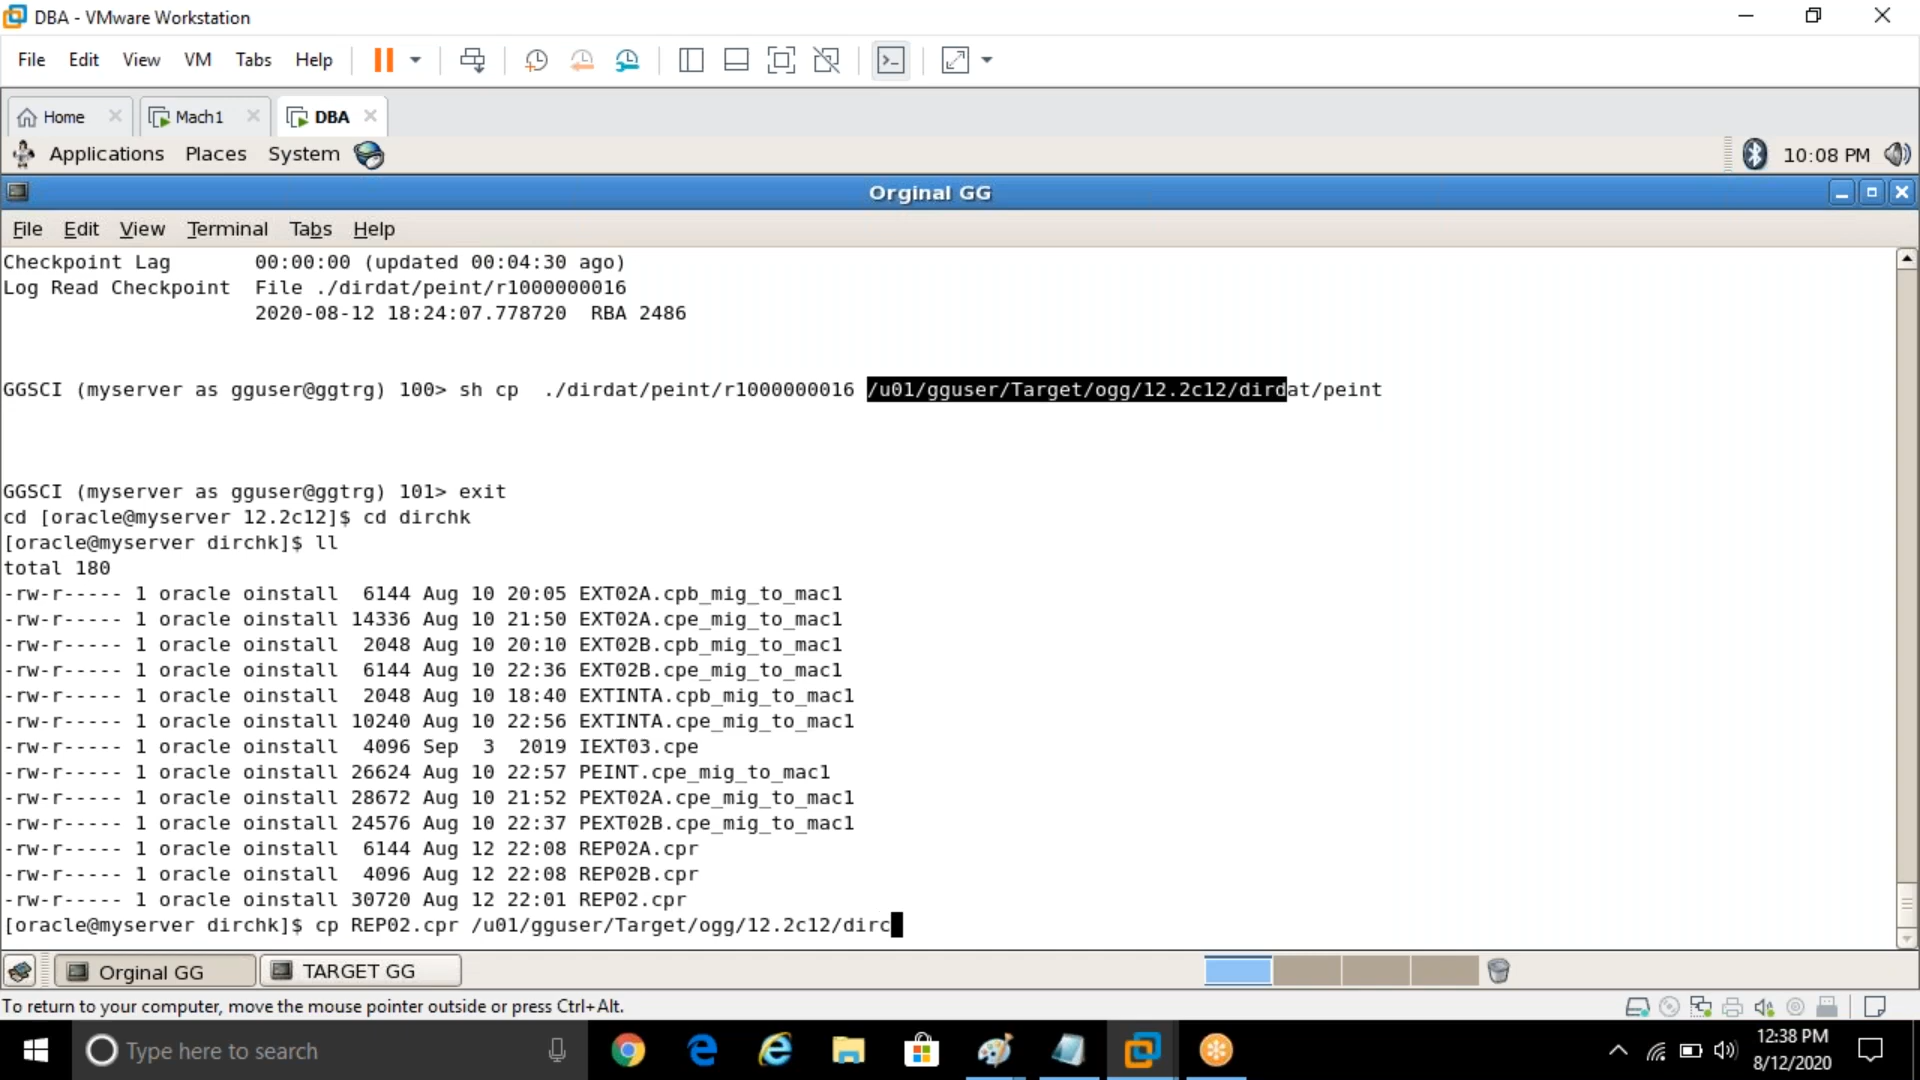 DBA - VMware Workstation
File Edit View VM Tabs Help
Home Mach1 DBA
Applications Places System 10:08 PM
Orginal GG
File Edit View Terminal Tabs Help
Checkpoint Lag 00:00:00 (updated 00:04:30 ago)
Log Read Checkpoint File ./dirdat/peint/r1000000016
2020-08-12 18:24:07.778720 RBA 2486
GGSCI (myserver as gguser@ggtrg) 100> sh cp ./dirdat/peint/r1000000016 /u01/gguser/Target/ogg/12.2c12/dirdat/peint
GGSCI (myserver as gguser@ggtrg) 101> exit
cd [oracle@myserver 12.2c12]$ cd dirchk
[oracle@myserver dirchk]$ ll
total 180
-rw-r----- 1 oracle oinstall 6144 Aug 10 20:05 EXT02A.cpb_mig_to_mac1
-rw-r----- 1 oracle oinstall 14336 Aug 10 21:50 EXT02A.cpe_mig_to_mac1
-rw-r----- 1 oracle oinstall 2048 Aug 10 20:10 EXT02B.cpb_mig_to_mac1
-rw-r----- 1 oracle oinstall 6144 Aug 10 22:36 EXT02B.cpe_mig_to_mac1
-rw-r----- 1 oracle oinstall 2048 Aug 10 18:40 EXTINTA.cpb_mig_to_mac1
-rw-r----- 1 oracle oinstall 10240 Aug 10 22:56 EXTINTA.cpe_mig_to_mac1
-rw-r----- 1 oracle oinstall 4096 Sep 3 2019 IEXT03.cpe
-rw-r----- 1 oracle oinstall 26624 Aug 10 22:57 PEINT.cpe_mig_to_mac1
-rw-r----- 1 oracle oinstall 28672 Aug 10 21:52 PEXT02A.cpe_mig_to_mac1
-rw-r----- 1 oracle oinstall 24576 Aug 10 22:37 PEXT02B.cpe_mig_to_mac1
-rw-r----- 1 oracle oinstall 6144 Aug 12 22:08 REP02A.cpr
-rw-r----- 1 oracle oinstall 4096 Aug 12 22:08 REP02B.cpr
-rw-r----- 1 oracle oinstall 30720 Aug 12 22:01 REP02.cpr
[oracle@myserver dirchk]$ cp REP02.cpr /u01/gguser/Target/ogg/12.2c12/dirc
Orginal GG TARGET GG
To return to your computer, move the mouse pointer outside or press Ctrl+Alt.
Type here to search
12:38 PM
8/12/2020